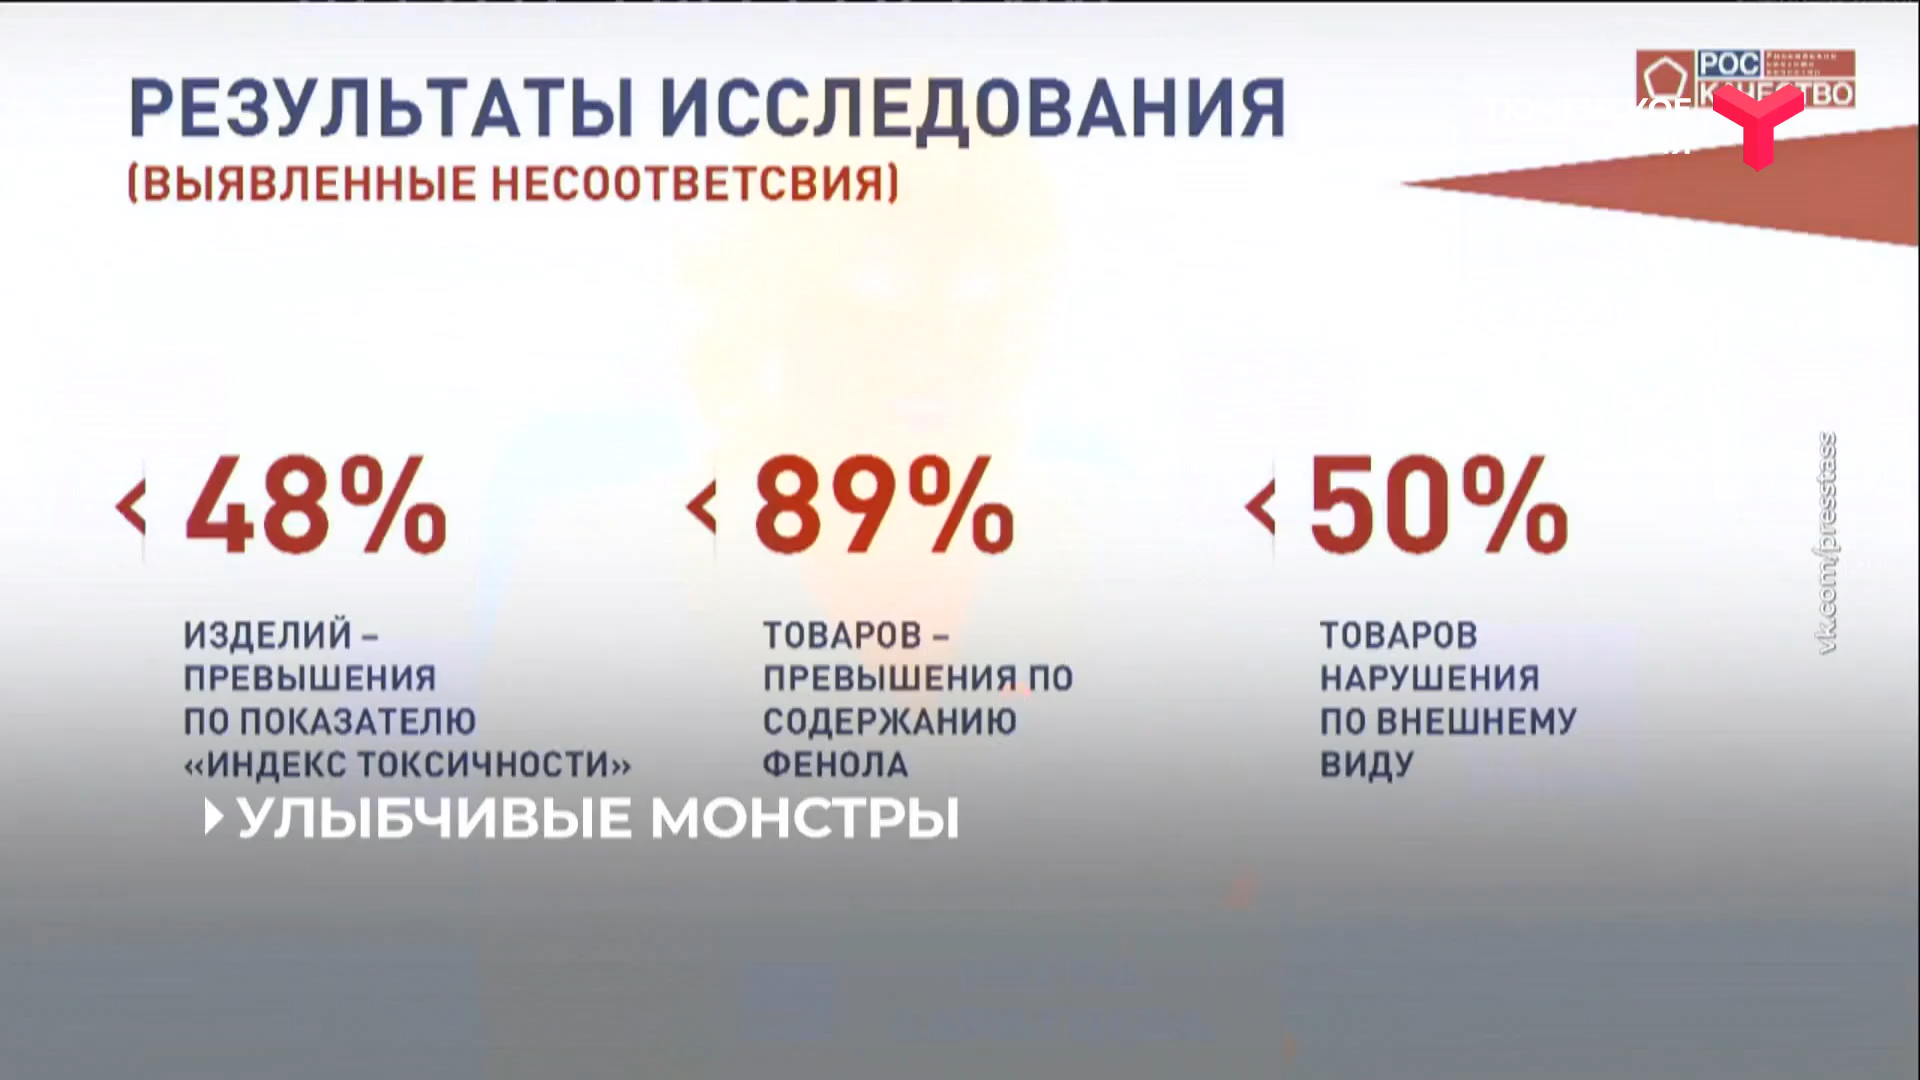 РЕЗУЛЬТАТЫ ИССЛЕДОВАНИЯ
(ВЫЯВЛЕННЫЕ НЕСООТВЕТСВИЯ)
РОС
КАЧЕСТВО
< 48%
ИЗДЕЛИЙ –
ПРЕВЫШЕНИЯ
ПО ПОКАЗАТЕЛЮ
«ИНДЕКС ТОКСИЧНОСТИ»
< 89%
ТОВАРОВ –
ПРЕВЫШЕНИЯ ПО
СОДЕРЖАНИЮ
ФЕНОЛА
< 50%
ТОВАРОВ
НАРУШЕНИЯ
ПО ВНЕШНЕМУ
ВИДУ
vk.com/presstass
УЛЫБЧИВЫЕ МОНСТРЫ